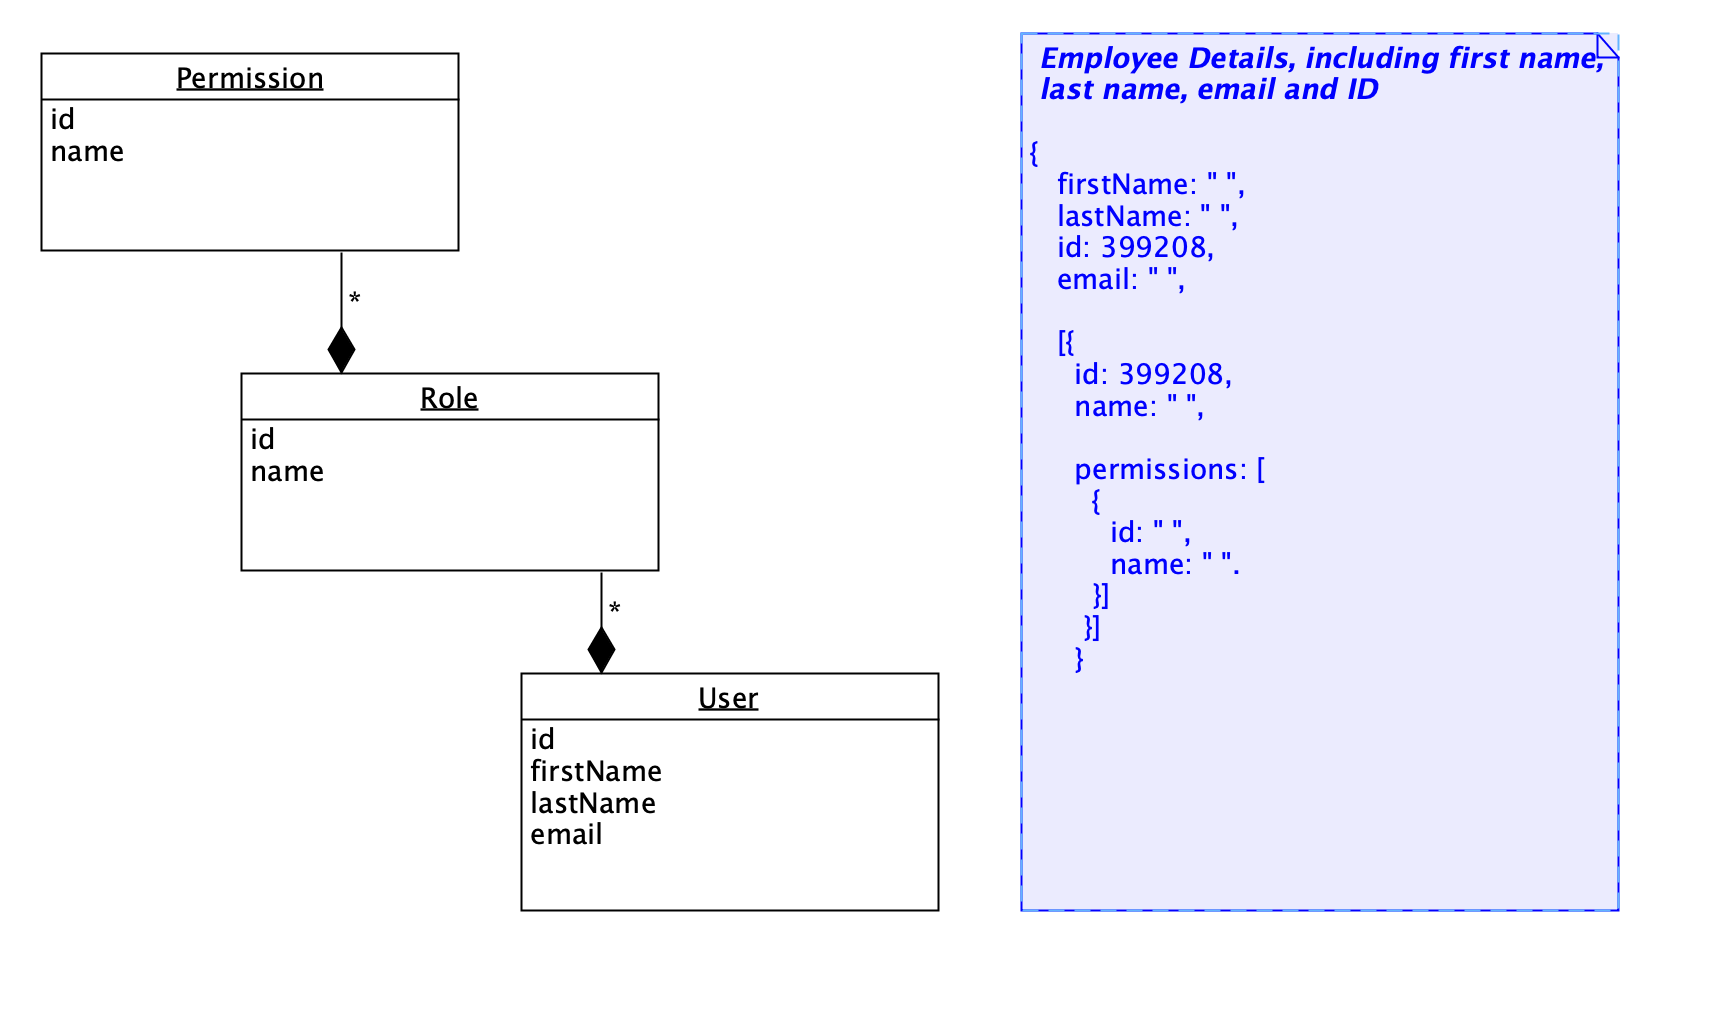 Permission
id
name
*
Role
id
name
*
User
id
firstName
lastName
email
Employee Details, including first name,
last name, email and ID
{
firstName: " ",
lastName: " ",
id: 399208,
email: " ",
[{
id: 399208,
name: " ",
permissions: [
{
id: " ",
name: " ".
}]
}]
}